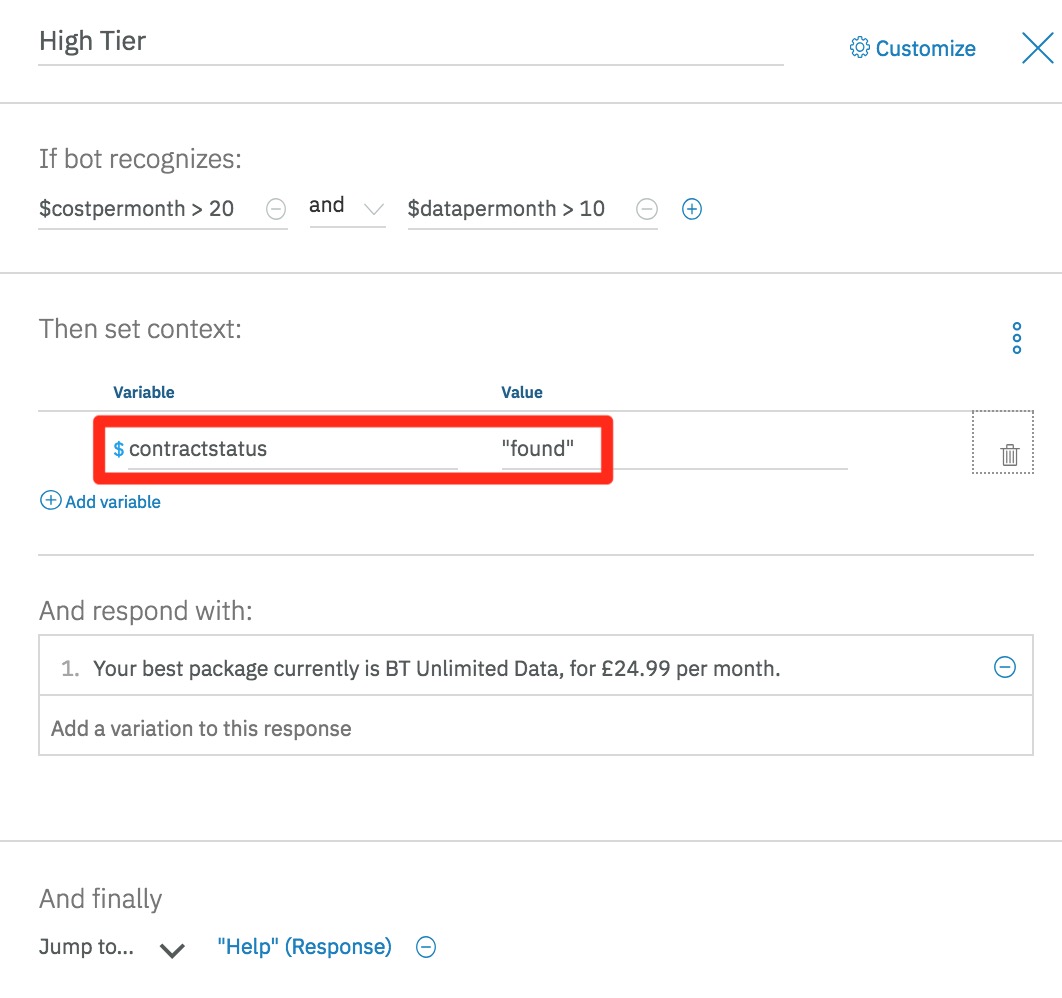 High Tier
Customize
If bot recognizes:
$costpermonth > 20 and $datapermonth > 10
Then set context:
Variable Value
$ contractstatus "found"
Add variable
And respond with:
1. Your best package currently is BT Unlimited Data, for £24.99 per month.
Add a variation to this response
And finally
Jump to... "Help" (Response)